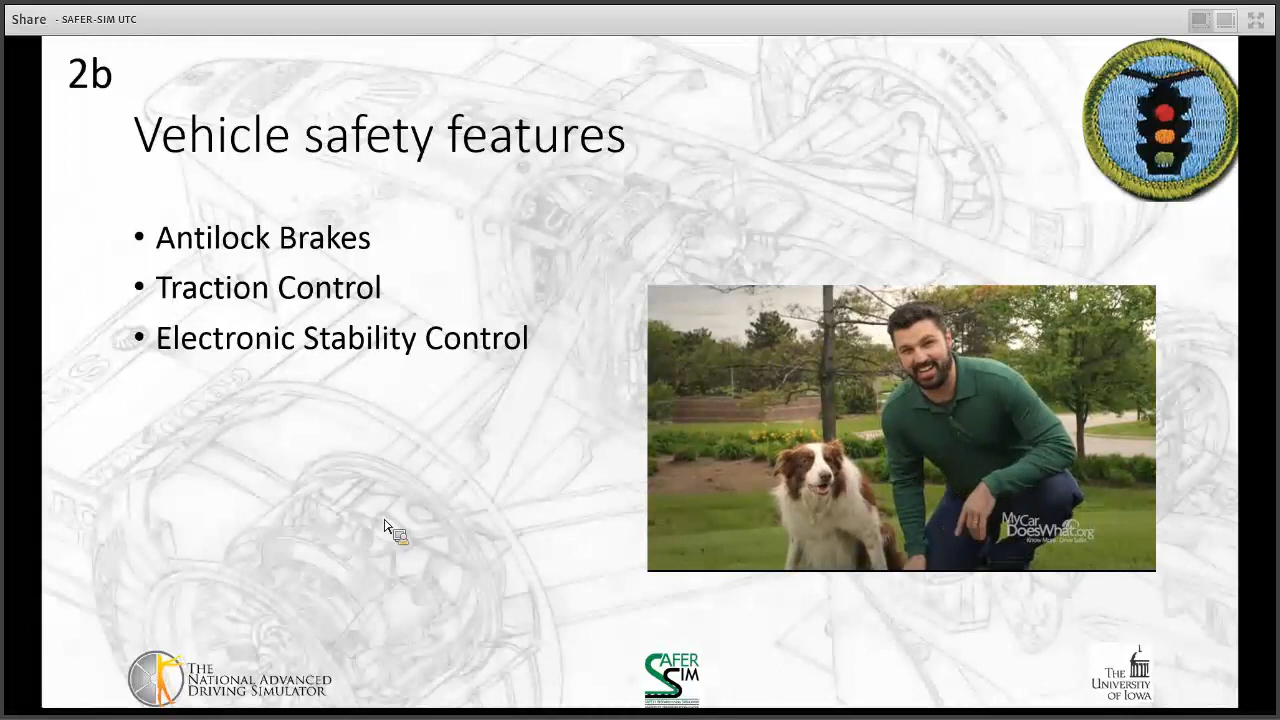 Share - SAFER-SIM UTC
2b
Vehicle safety features
• Antilock Brakes
• Traction Control
• Electronic Stability Control
MyCar
DoesWhat.org
Know More. Drive Safer.
THE
NATIONAL ADVANCED
DRIVING SIMULATOR
SAFER
SIM
THE
UNIVERSITY
OF IOWA